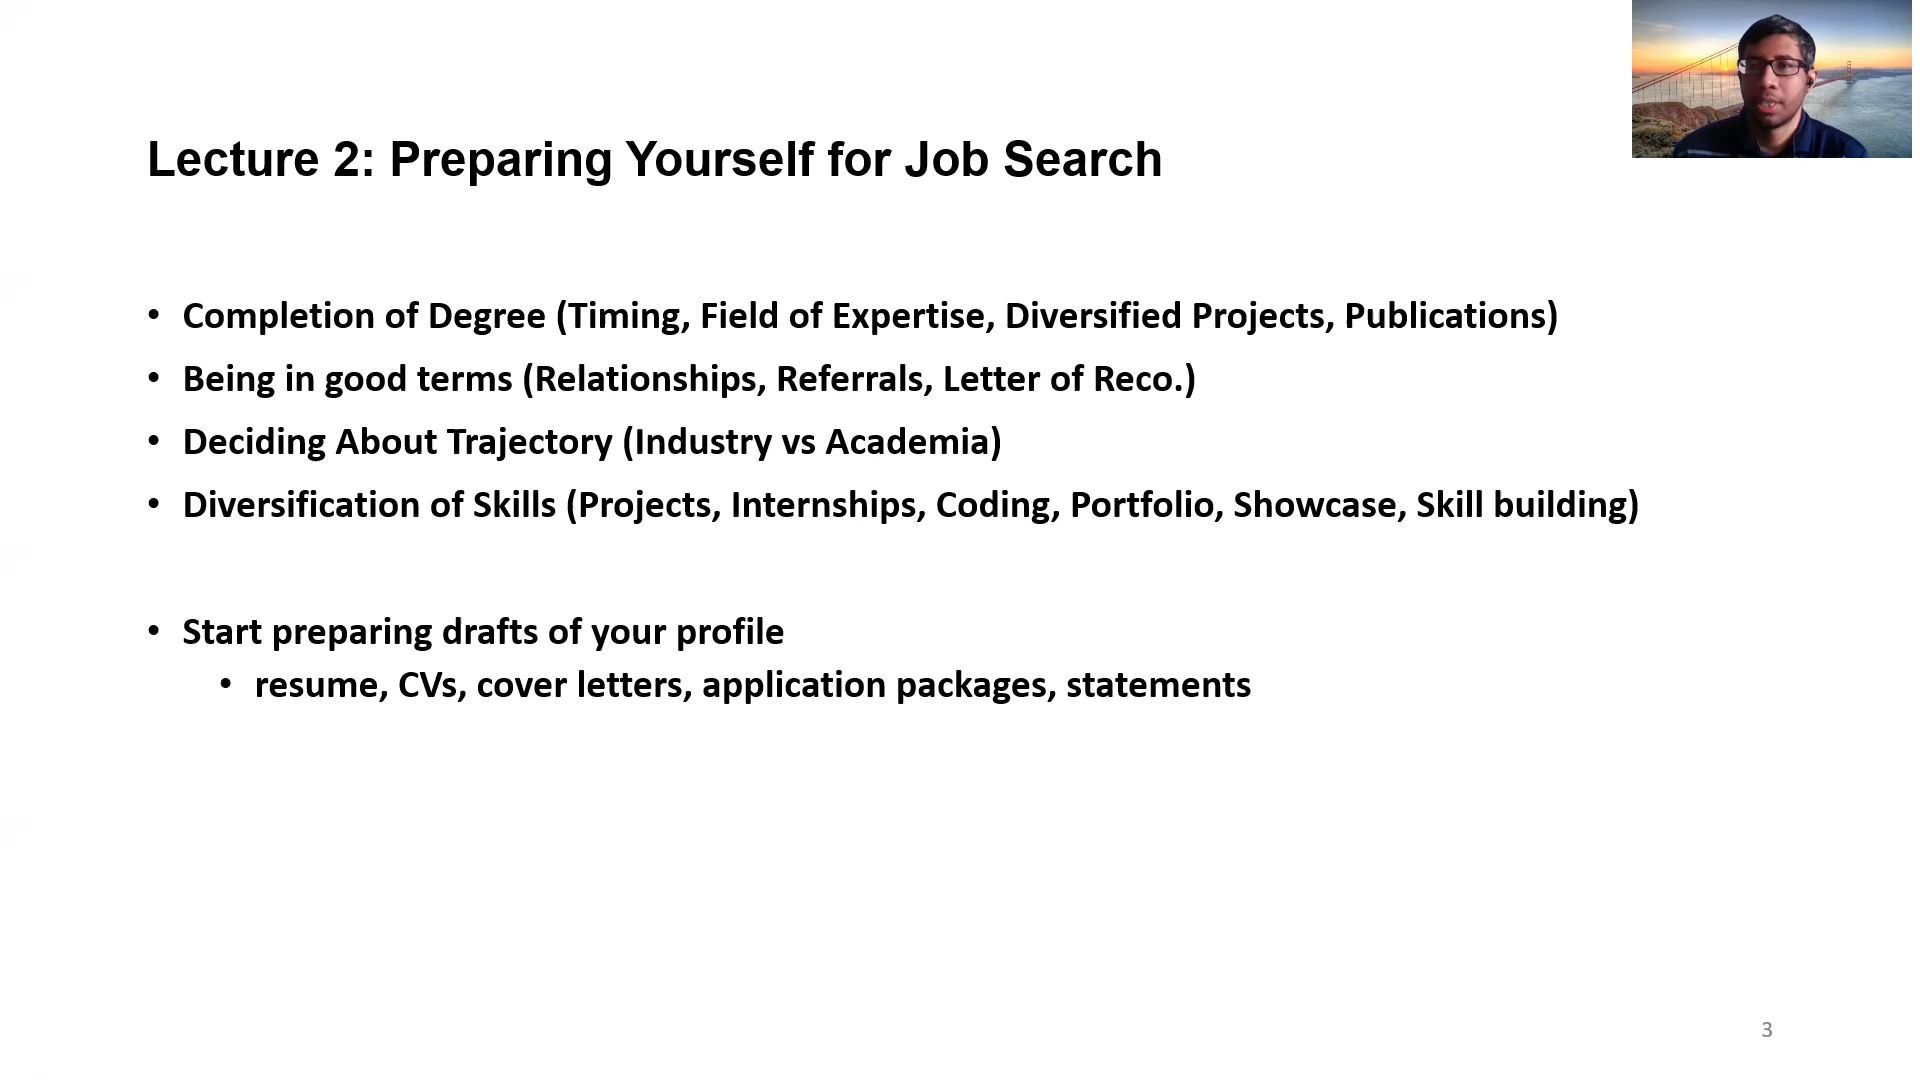 Lecture 2: Preparing Yourself for Job Search
• Completion of Degree (Timing, Field of Expertise, Diversified Projects, Publications)
• Being in good terms (Relationships, Referrals, Letter of Reco.)
• Deciding About Trajectory (Industry vs Academia)
• Diversification of Skills (Projects, Internships, Coding, Portfolio, Showcase, Skill building)
• Start preparing drafts of your profile
• resume, CVs, cover letters, application packages, statements
3